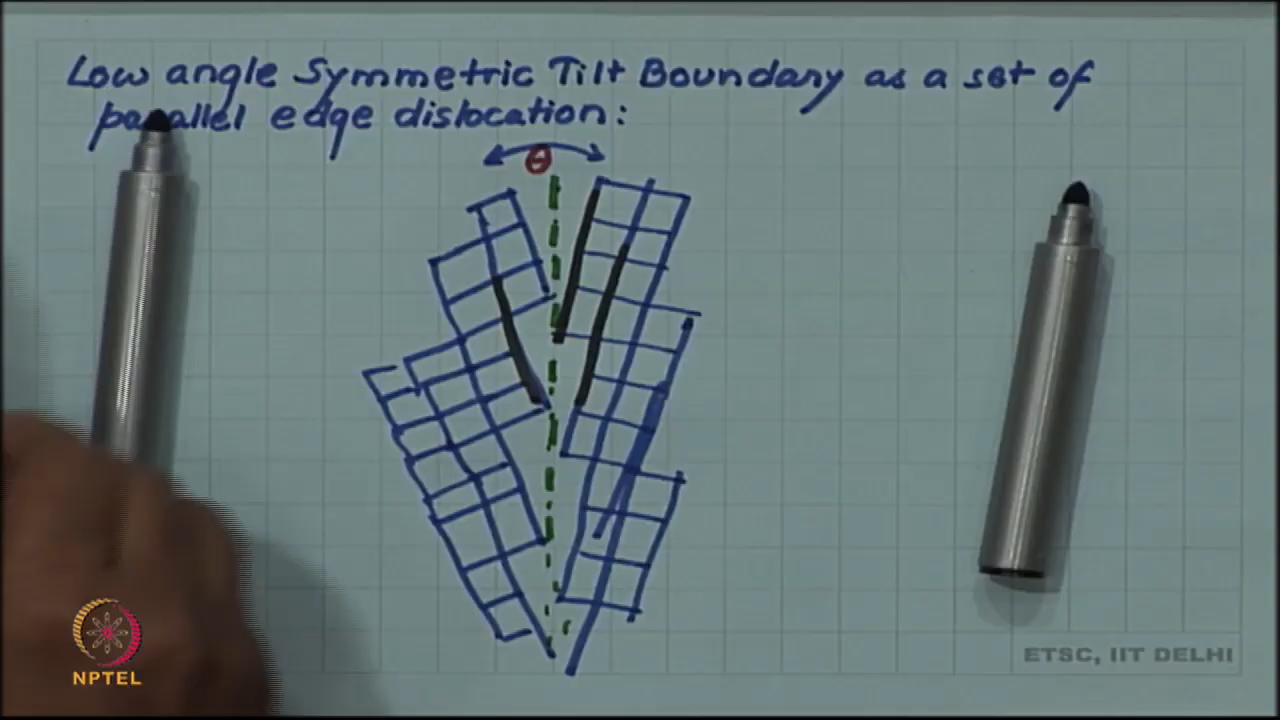 Low angle Symmetric Tilt Boundary as a set of
parallel edge dislocation:
θ
NPTEL
ETSC, IIT DELHI